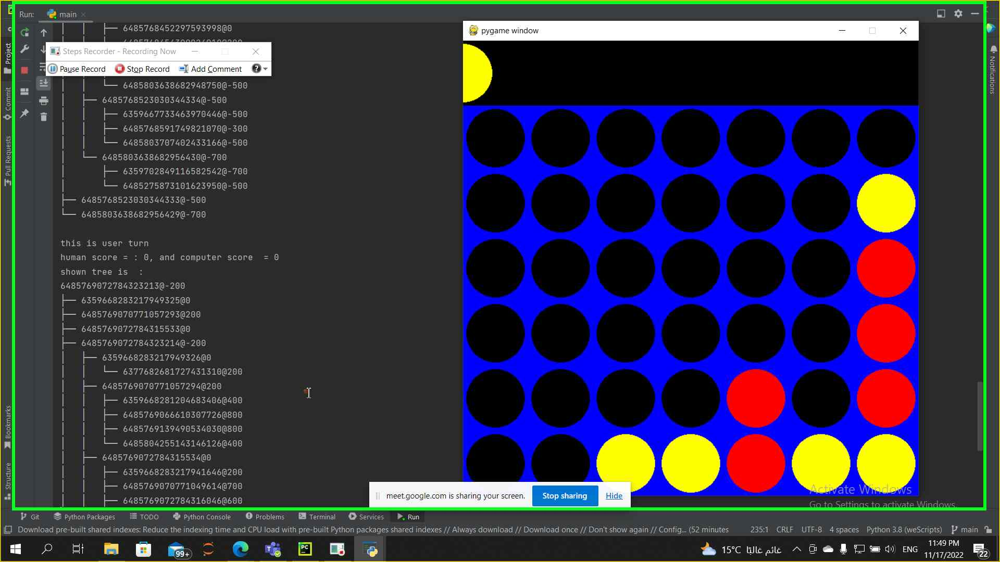 Run: main
6485768452297593998@0
Steps Recorder - Recording Now
Pause Record Stop Record Add Comment
6485803638682948750@-500
6485768523030344334@-500
6359667733463970446@-500
6485768591749821070@-300
6485803707402433166@-500
6485803638682956430@-700
6359702849116582542@-700
6485275873101623950@-500
6485768523030344333@-500
6485803638682956429@-700
this is user turn
human score = : 0, and computer score  = 0
shown tree is  :
6485769072784323213@-200
6359668283217949325@0
6485769070771057293@200
6485769072784315533@0
6485769072784323214@-200
6359668283217949326@0
6377682681727431310@200
6485769070771057294@200
6359668281204683406@400
6485769066610307726@800
6485769139490534030@800
6485804255143146126@400
6485769072784315534@0
6359668283217941646@200
6485769070771049614@700
6485769072784316046@600
pygame window
Project
Commit
Pull Requests
Bookmarks
Structure
Notifications
meet.google.com is sharing your screen. Stop sharing Hide
Activate Windows
Go to Settings to activate Windows.
Git Python Packages TODO Python Console Problems Terminal Services Run
Download pre-built shared indexes: Reduce the indexing time and CPU load with pre-built Python packages shared indexes // Always download // Download once // Don't show again // Config... (52 minutes 235:1 CRLF UTF-8 4 spaces Python 3.8 (weScripts) main
99+ PC 15°C غائم غالبًا ENG 11:49 PM
11/17/2022 22